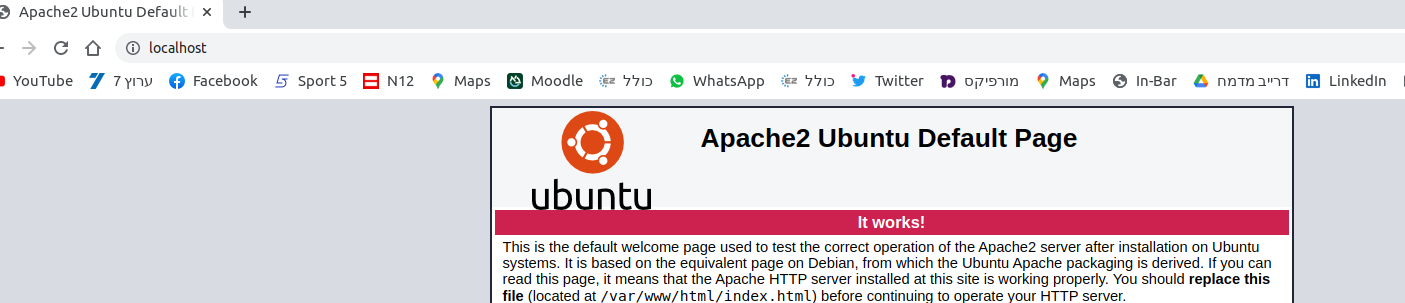 Apache2 Ubuntu Default
localhost
YouTube ערוץ 7 Facebook Sport 5 N12 Maps Moodle כולל WhatsApp כולל Twitter מורפיקס Maps In-Bar דרייב מדמח LinkedIn
ubuntu
Apache2 Ubuntu Default Page
It works!
This is the default welcome page used to test the correct operation of the Apache2 server after installation on Ubuntu
systems. It is based on the equivalent page on Debian, from which the Ubuntu Apache packaging is derived. If you can
read this page, it means that the Apache HTTP server installed at this site is working properly. You should replace this
file (located at /var/www/html/index.html) before continuing to operate your HTTP server.